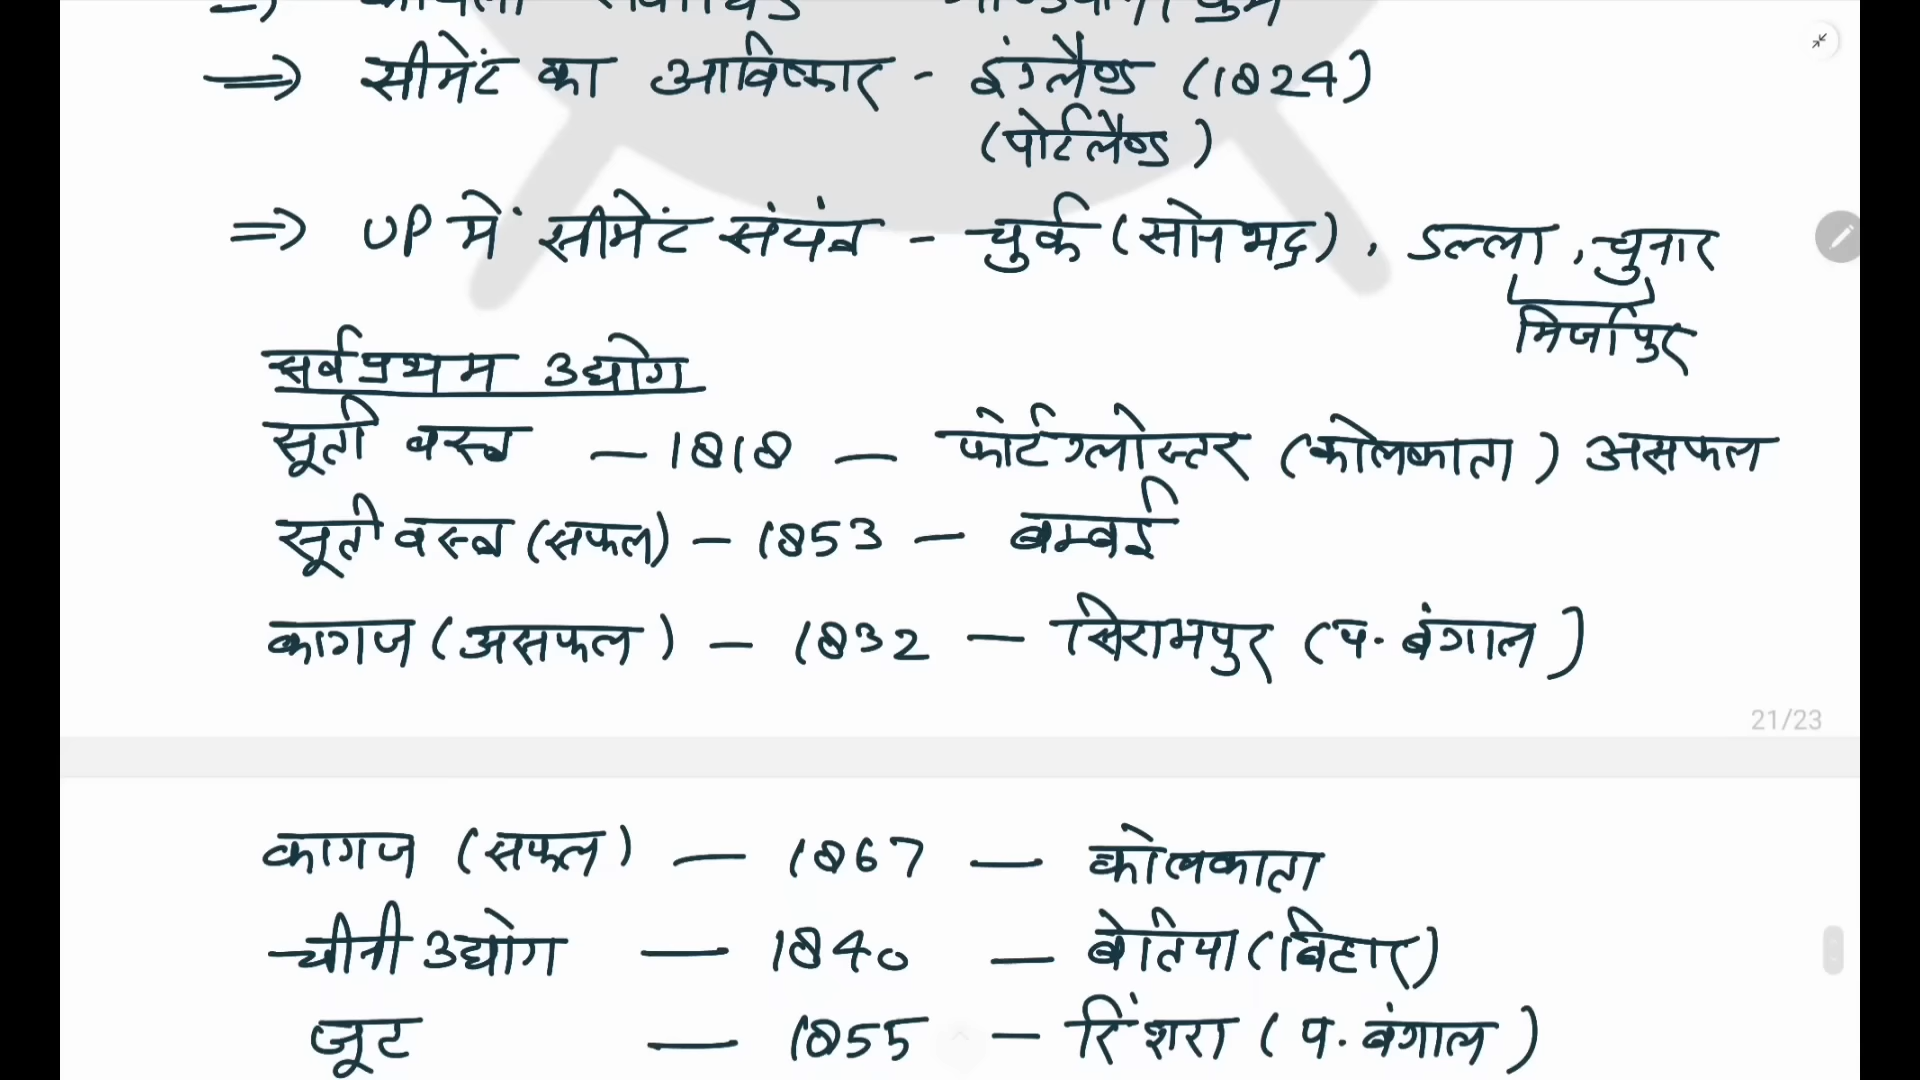 => सीमेंट का आविष्कार - इंग्लैण्ड (1824)
(पोर्टलैण्ड)
=> UP में सीमेंट संयंत्र - चुर्क (सोनभद्र), डल्ला, चुनार
मिर्जापुर
सर्वप्रथम उद्योग
सूती वस्त्र - 1818 - फोर्टग्लोस्टर (कोलकाता) असफल
सूती वस्त्र (सफल) - 1853 - बम्बई
कागज (असफल) - 1832 - सिरामपुर (प. बंगाल)
21/23
कागज (सफल) - 1867 - कोलकाता
चीनी उद्योग - 1840 - बेतिया (बिहार)
जूट - 1855 - रिंशरा (प. बंगाल)